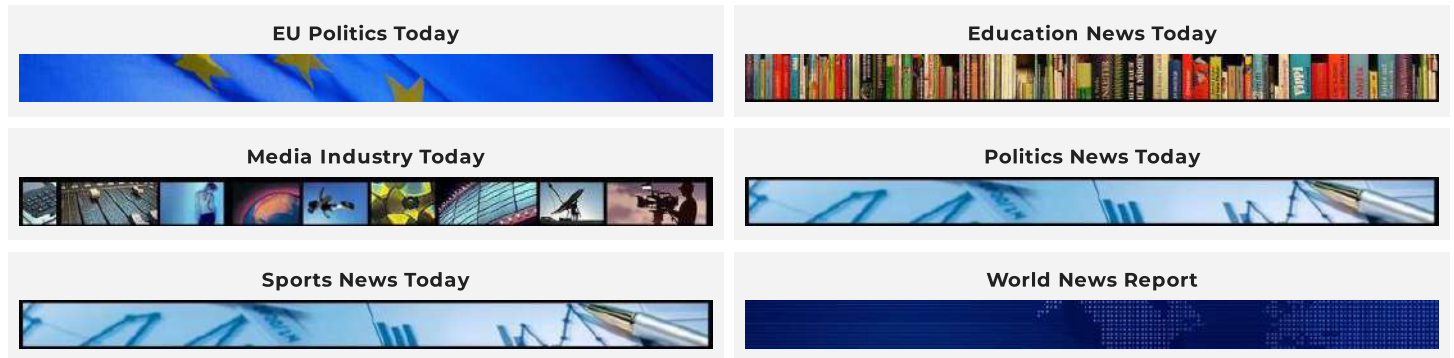 EU Politics Today
Education News Today
Media Industry Today
Politics News Today
Sports News Today
World News Report